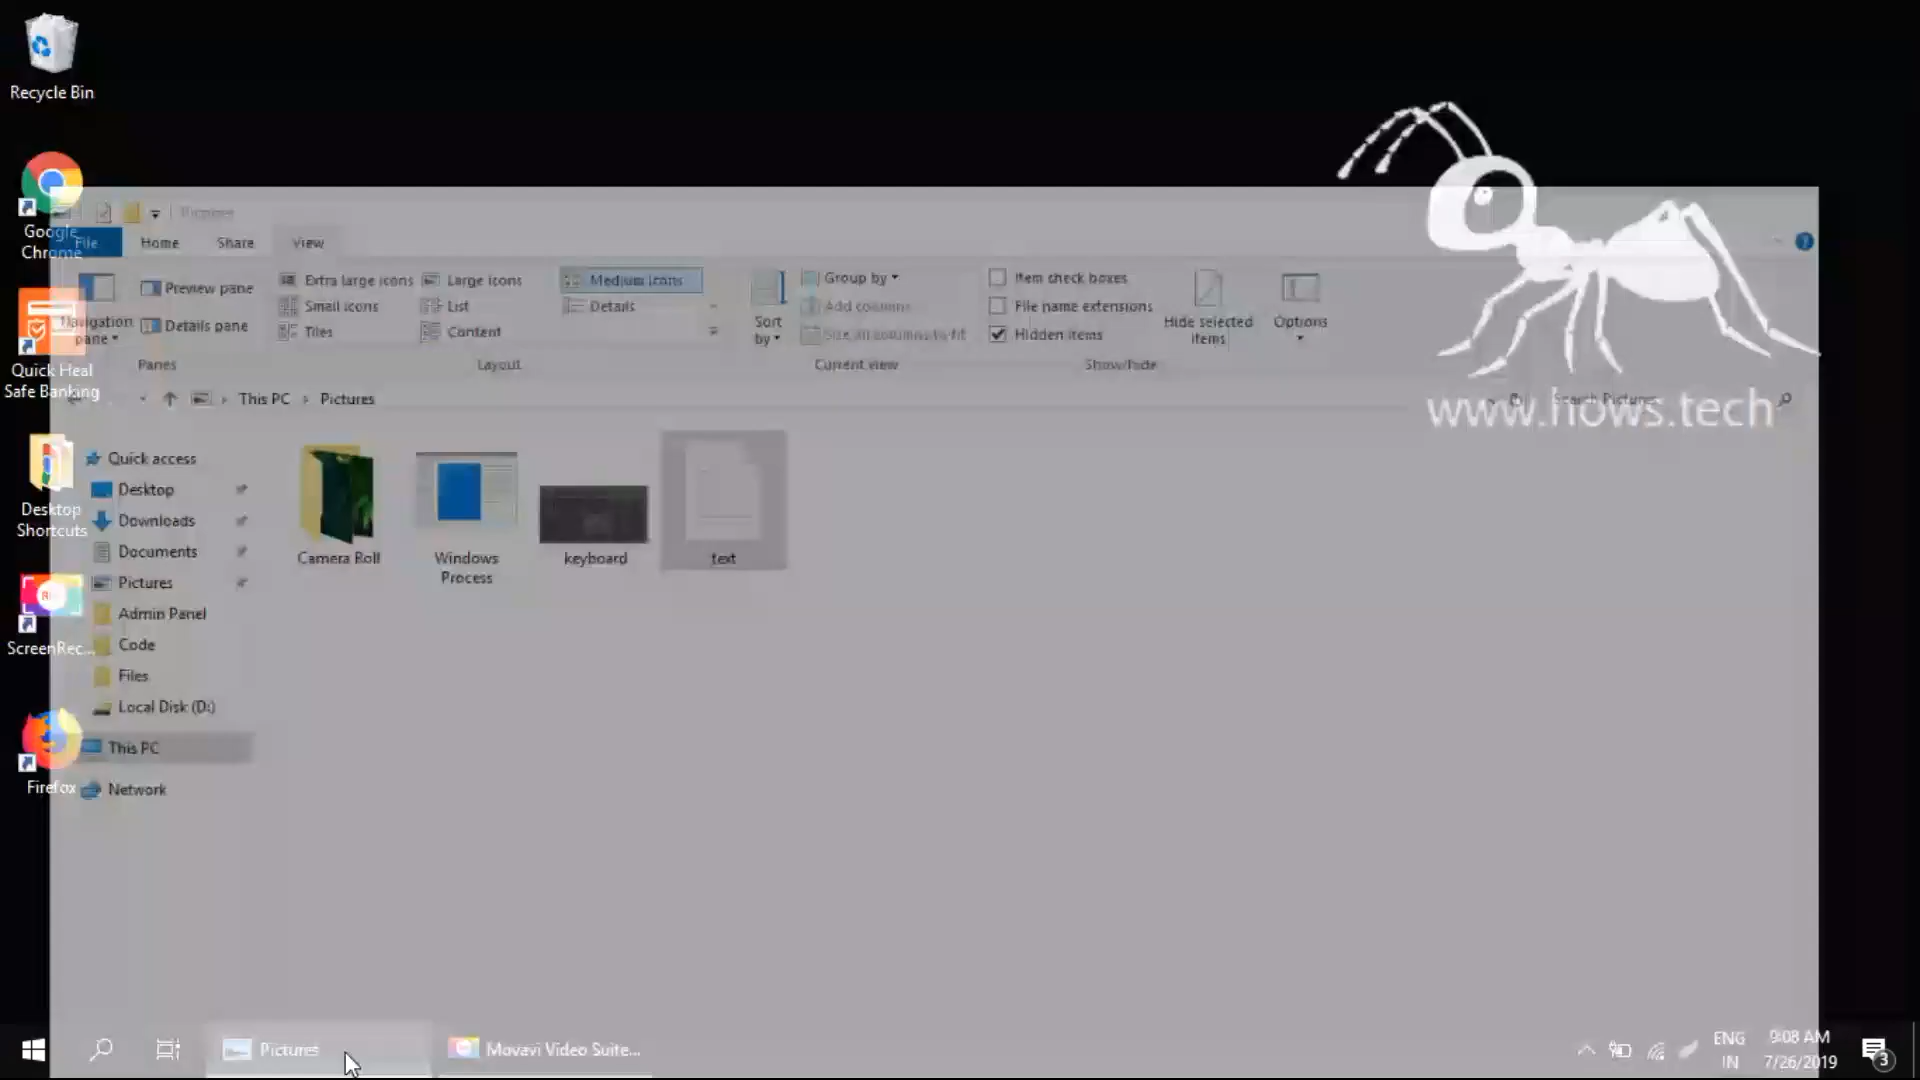 Recycle Bin
Google
Chrome
Quick Heal
Safe Banking
Desktop
Shortcuts
ScreenRec...
Firefox
Pictures
File
Home
Share
View
Navigation
pane
Preview pane
Details pane
Panes
Extra large icons
Large icons
Medium icons
Small icons
List
Details
Tiles
Content
Layout
Sort
by
Group by
Add columns
Size all columns to fit
Current view
Item check boxes
File name extensions
Hidden items
Hide selected
items
Show/hide
Options
This PC
Pictures
Search Pictures
www.hows.tech
Quick access
Desktop
Downloads
Documents
Pictures
Admin Panel
Code
Files
Local Disk (D:)
This PC
Network
Camera Roll
Windows
Process
keyboard
text
Pictures
Movavi Video Suite...
ENG
IN
9:08 AM
7/26/2019
3